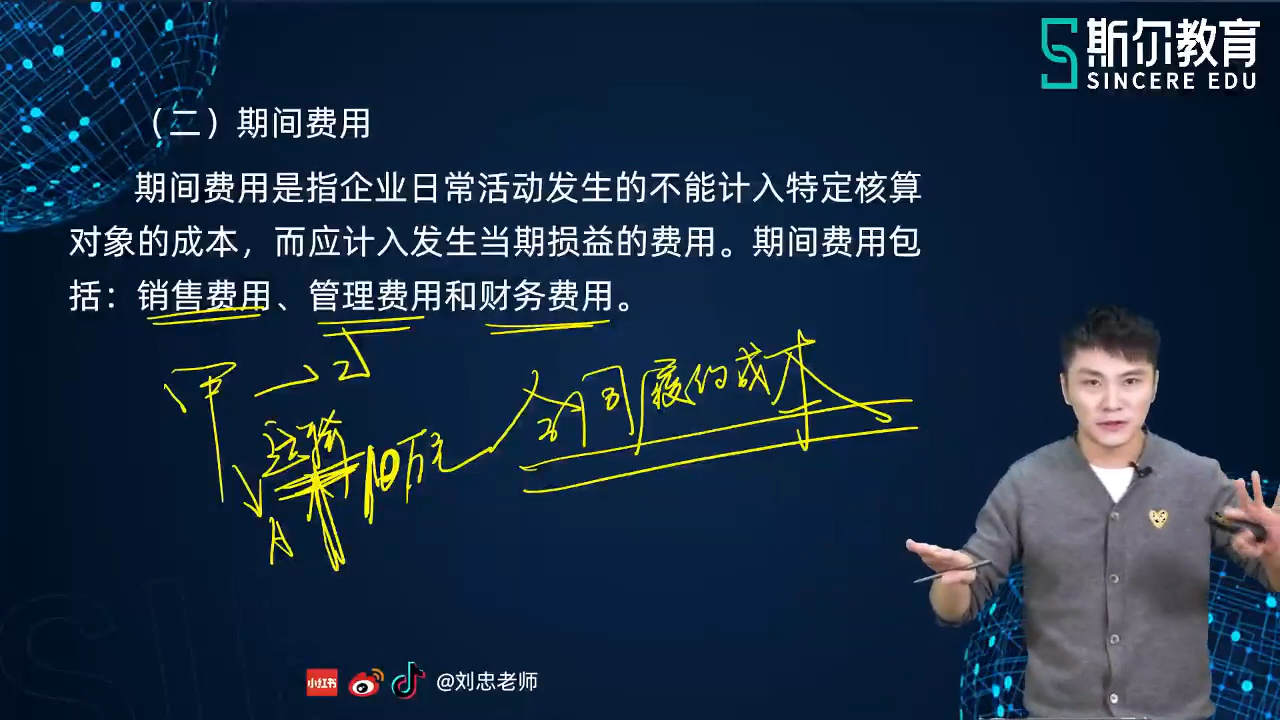 斯尔教育
SINCERE EDU
（二）期间费用
期间费用是指企业日常活动发生的不能计入特定核算
对象的成本，而应计入发生当期损益的费用。期间费用包
括：销售费用、管理费用和财务费用。
甲 → 乙
运输 10万元 合同履约成本
A
小红书 @刘忠老师